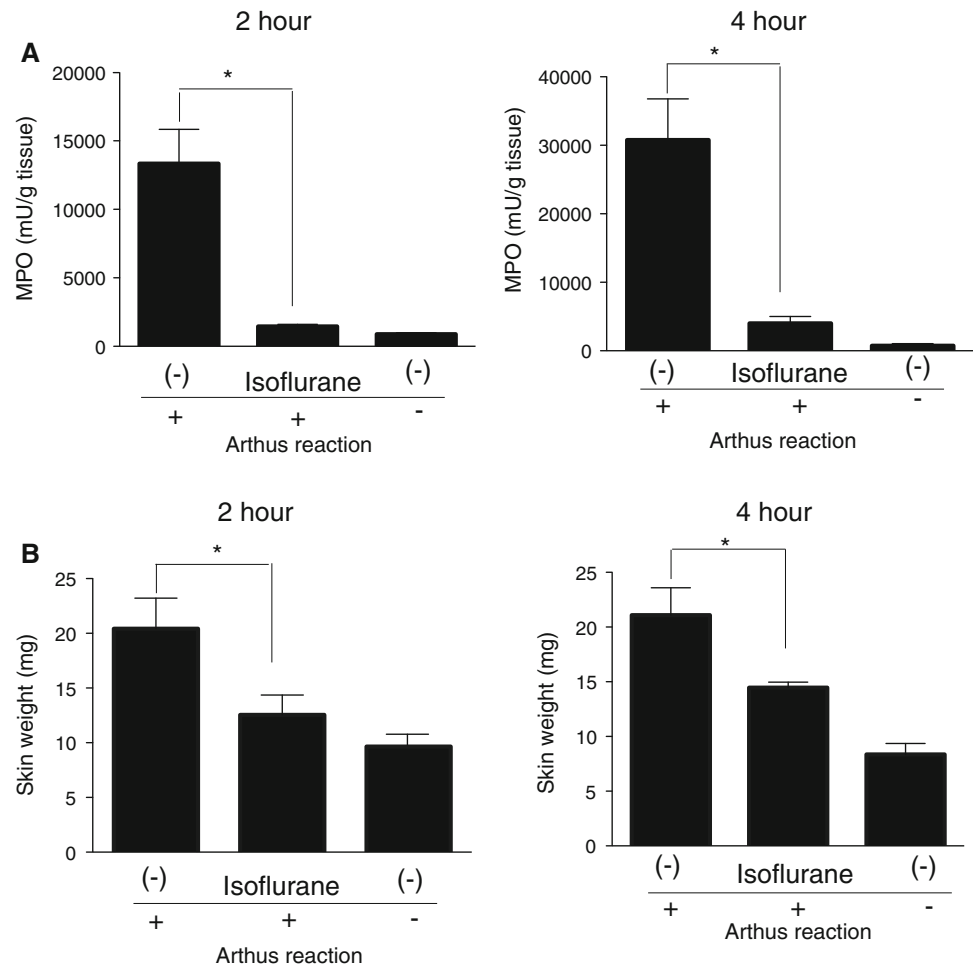 2 hour
A
MPO (mU/g tissue)
20000
15000
10000
5000
0
*
(-) Isoflurane (-)
+ + -
Arthus reaction
4 hour
MPO (mU/g tissue)
40000
30000
20000
10000
0
*
(-) Isoflurane (-)
+ + -
Arthus reaction
2 hour
B
Skin weight (mg)
25
20
15
10
5
0
*
(-) Isoflurane (-)
+ + -
Arthus reaction
4 hour
Skin weight (mg)
25
20
15
10
5
0
*
(-) Isoflurane (-)
+ + -
Arthus reaction